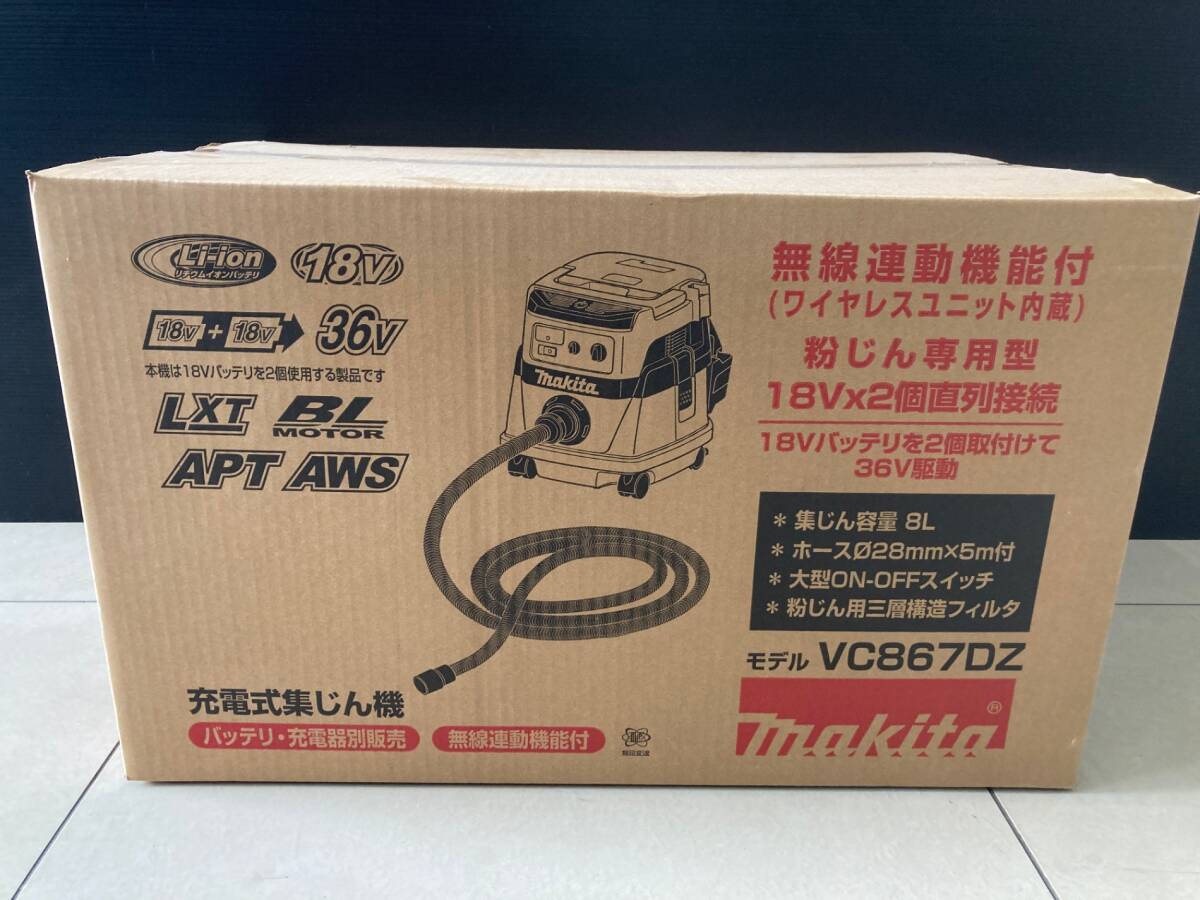 Li-ion
リチウムイオンバッテリ
18V
18V + 18V 36V
本機は18Vバッテリを2個使用する製品です
LXT BL MOTOR
APT AWS
makita
無線連動機能付
(ワイヤレスユニット内蔵)
粉じん専用型
18Vx2個直列接続
18Vバッテリを2個取付けて
36V駆動
* 集じん容量 8L
* ホースØ28mm×5m付
* 大型ON-OFFスイッチ
* 粉じん用三層構造フィルタ
モデル VC867DZ
makita®
充電式集じん機
バッテリ・充電器別販売
無線連動機能付